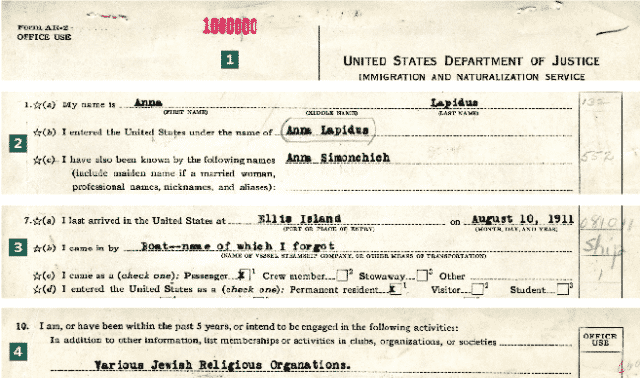 Form AR-2
OFFICE USE
1000000
1
UNITED STATES DEPARTMENT OF JUSTICE
IMMIGRATION AND NATURALIZATION SERVICE
1. ☆(a) My name is Anna Lapidus
(FIRST NAME) (MIDDLE NAME) (LAST NAME)
132
☆(b) I entered the United States under the name of Anna Lapidus
2
☆(c) I have also been known by the following names Anna Simonchich
552
(include maiden name if a married woman,
professional names, nicknames, and aliases):
7. ☆(a) I last arrived in the United States at Ellis Island on August 10, 1911
(PORT OR PLACE OF ENTRY) (MONTH, DAY, AND YEAR)
3
☆(b) I came in by Boat--name of which I forgot
Ship
(NAME OF VESSEL, STEAMSHIP COMPANY, OR OTHER MEANS OF TRANSPORTATION)
☆(c) I came as a (check one): Passenger X 1 Crew member 2 Stowaway 3 Other
1
☆(d) I entered the United States as a (check one): Permanent resident X 1 Visitor 2 Student 3
10. I am, or have been within the past 5 years, or intend to be engaged in the following activities:
In addition to other information, list memberships or activities in clubs, organizations, or societies
OFFICE
USE
4
Various Jewish Religious Organations.